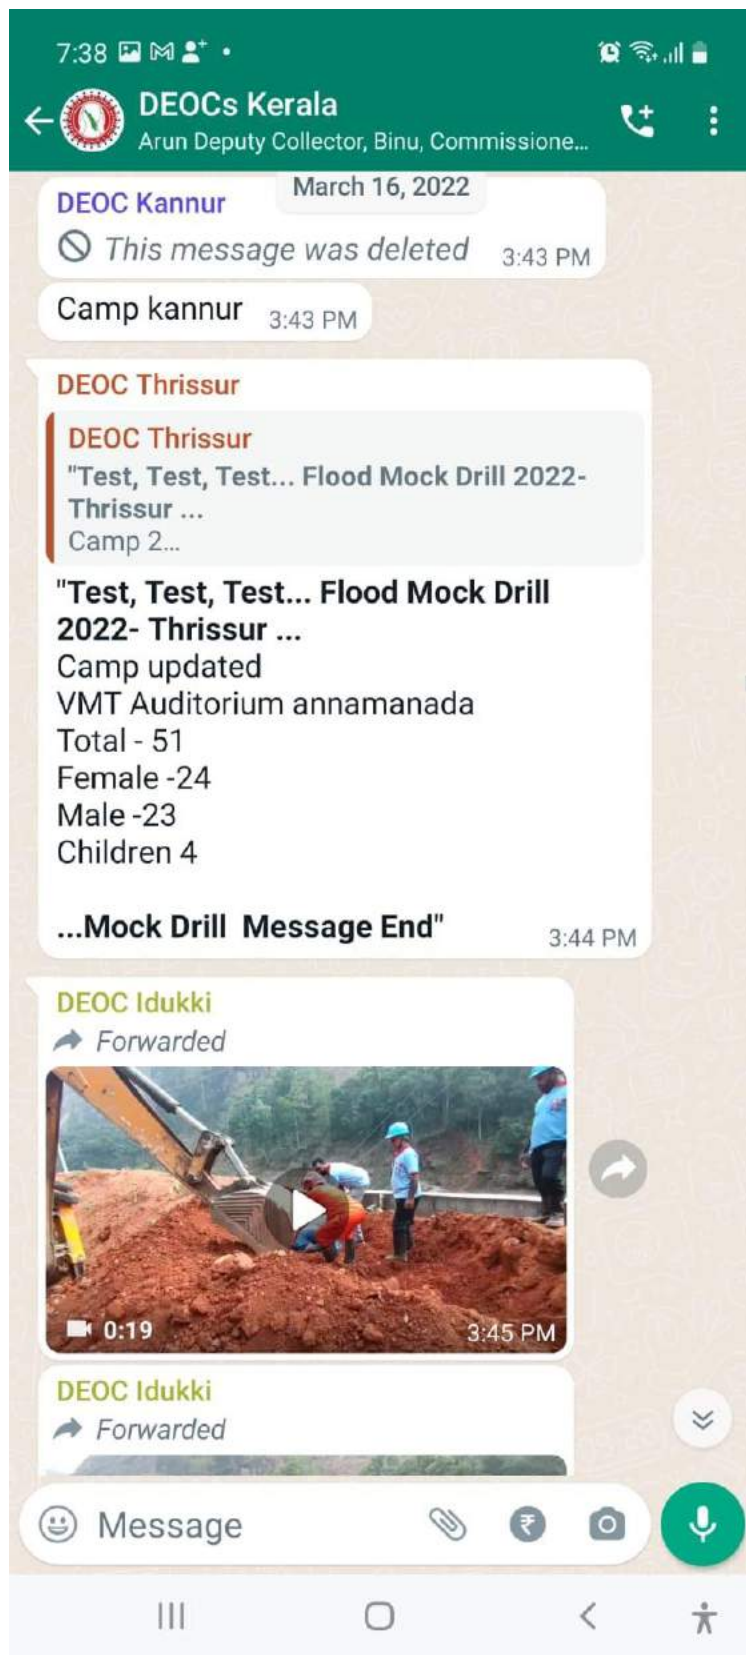 7:38
DEOCs Kerala
Arun Deputy Collector, Binu, Commissione...
March 16, 2022
DEOC Kannur
This message was deleted 3:43 PM
Camp kannur 3:43 PM
DEOC Thrissur
DEOC Thrissur
"Test, Test, Test... Flood Mock Drill 2022-
Thrissur ...
Camp 2...
"Test, Test, Test... Flood Mock Drill
2022- Thrissur ...
Camp updated
VMT Auditorium annamanada
Total - 51
Female -24
Male -23
Children 4
...Mock Drill  Message End" 3:44 PM
DEOC Idukki
Forwarded
0:19 3:45 PM
DEOC Idukki
Forwarded
Message